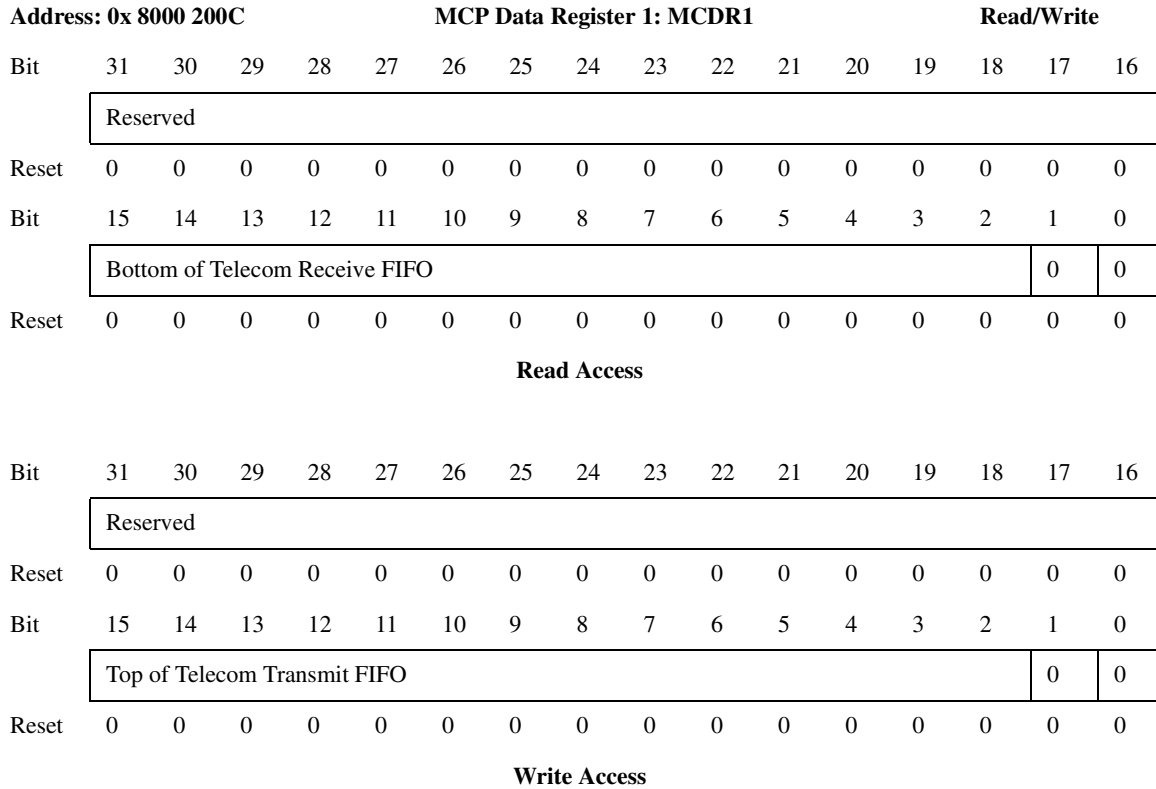 Address: 0x 8000 200C MCP Data Register 1: MCDR1 Read/Write
Bit 31 30 29 28 27 26 25 24 23 22 21 20 19 18 17 16
Reserved
Reset 0 0 0 0 0 0 0 0 0 0 0 0 0 0 0 0
Bit 15 14 13 12 11 10 9 8 7 6 5 4 3 2 1 0
Bottom of Telecom Receive FIFO 0 0
Reset 0 0 0 0 0 0 0 0 0 0 0 0 0 0 0 0
Read Access
Bit 31 30 29 28 27 26 25 24 23 22 21 20 19 18 17 16
Reserved
Reset 0 0 0 0 0 0 0 0 0 0 0 0 0 0 0 0
Bit 15 14 13 12 11 10 9 8 7 6 5 4 3 2 1 0
Top of Telecom Transmit FIFO 0 0
Reset 0 0 0 0 0 0 0 0 0 0 0 0 0 0 0 0
Write Access